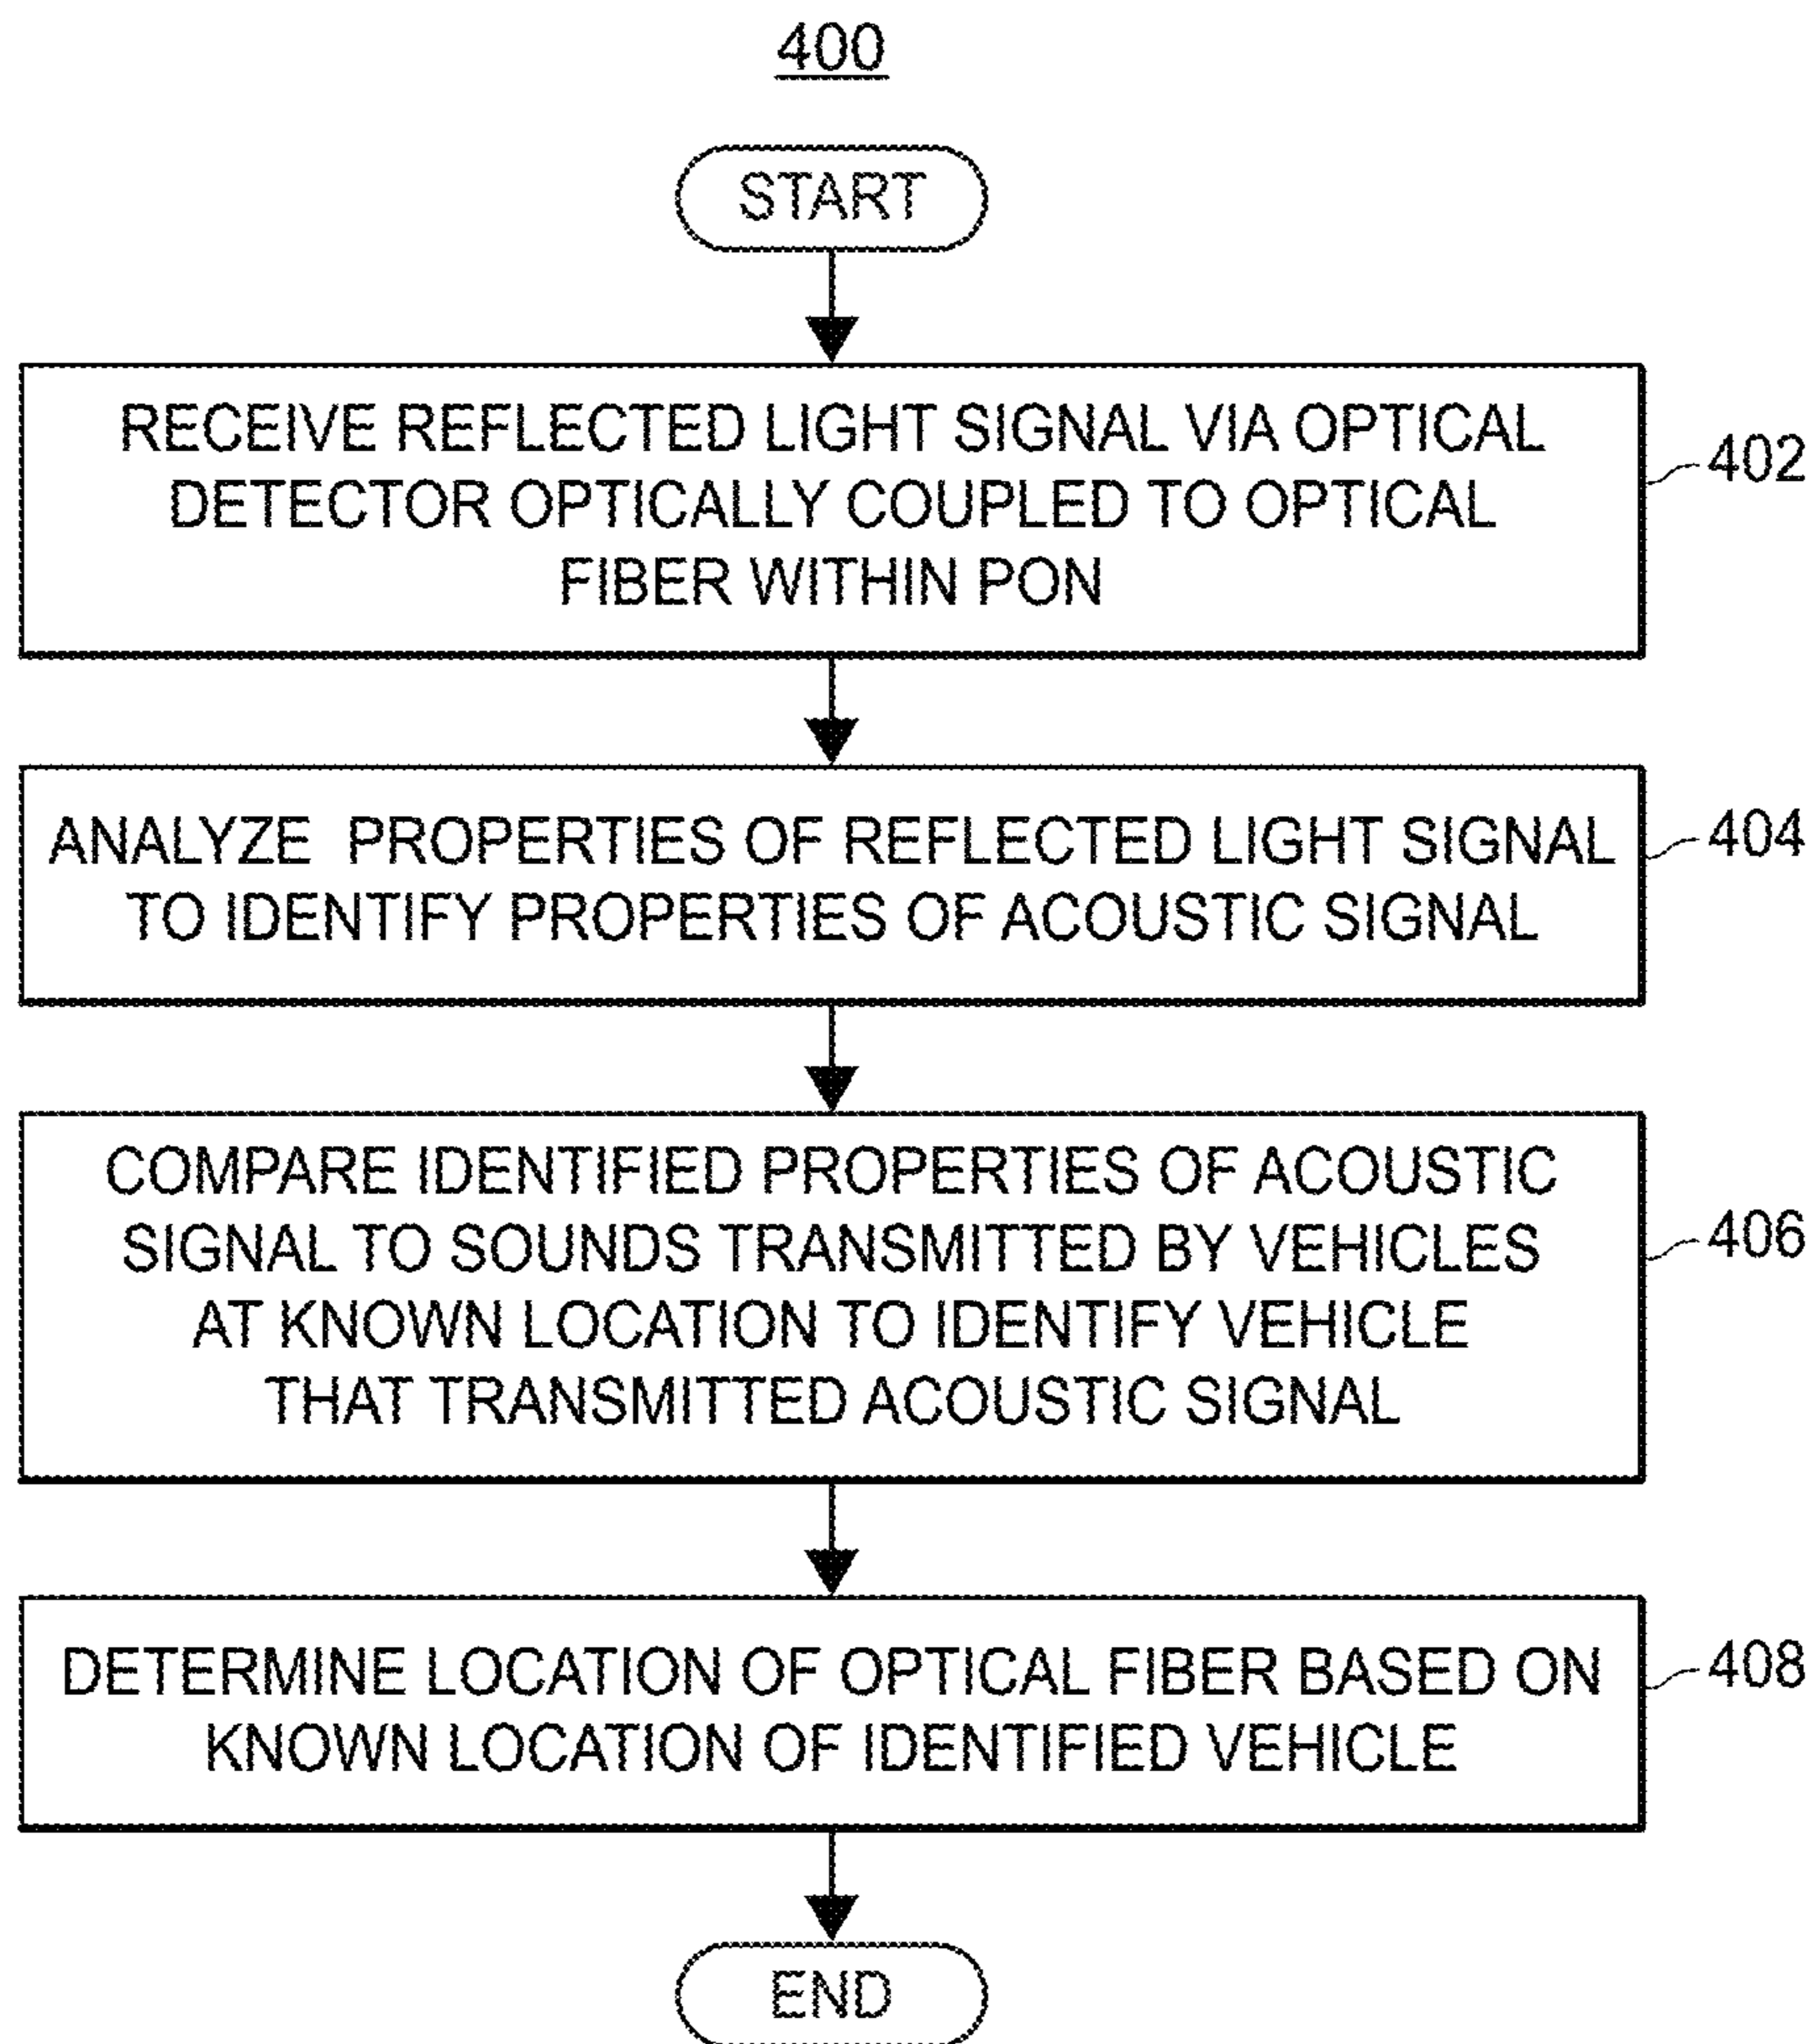 400
START
RECEIVE REFLECTED LIGHT SIGNAL VIA OPTICAL
DETECTOR OPTICALLY COUPLED TO OPTICAL
FIBER WITHIN PON
402
ANALYZE PROPERTIES OF REFLECTED LIGHT SIGNAL
TO IDENTIFY PROPERTIES OF ACOUSTIC SIGNAL
404
COMPARE IDENTIFIED PROPERTIES OF ACOUSTIC
SIGNAL TO SOUNDS TRANSMITTED BY VEHICLES
AT KNOWN LOCATION TO IDENTIFY VEHICLE
THAT TRANSMITTED ACOUSTIC SIGNAL
406
DETERMINE LOCATION OF OPTICAL FIBER BASED ON
KNOWN LOCATION OF IDENTIFIED VEHICLE
408
END